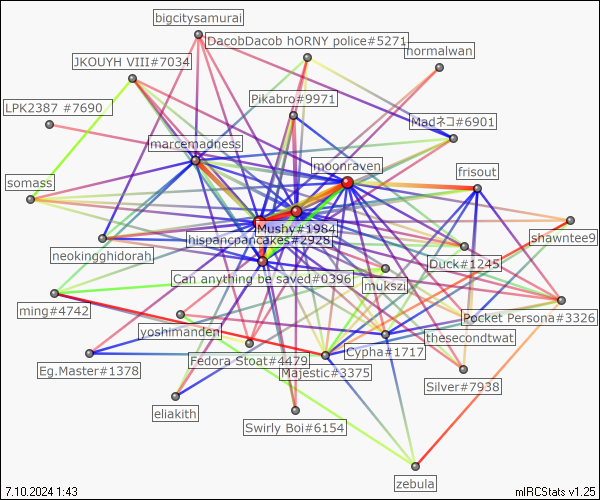 bigcitysamurai
DacobDacob hORNY police#5271
normalwan
JKOUYH VIII#7034
Pikabro#9971
LPK2387 #7690
Madネコ#6901
marcemadness
moonraven
frisout
somass
Mushy#1984
shawntee9
hispancpancakes#2928
neokingghidorah
Duck#1245
Can anything be saved#0396
mukszi
ming#4742
Pocket Persona#3326
yoshimanden
thesecondtwat
Cypha#1717
Fedora Stoat#4479
Eg.Master#1378
Majestic#3375
Silver#7938
eliakith
Swirly Boi#6154
zebula
7.10.2024 1:43
mIRCStats v1.25